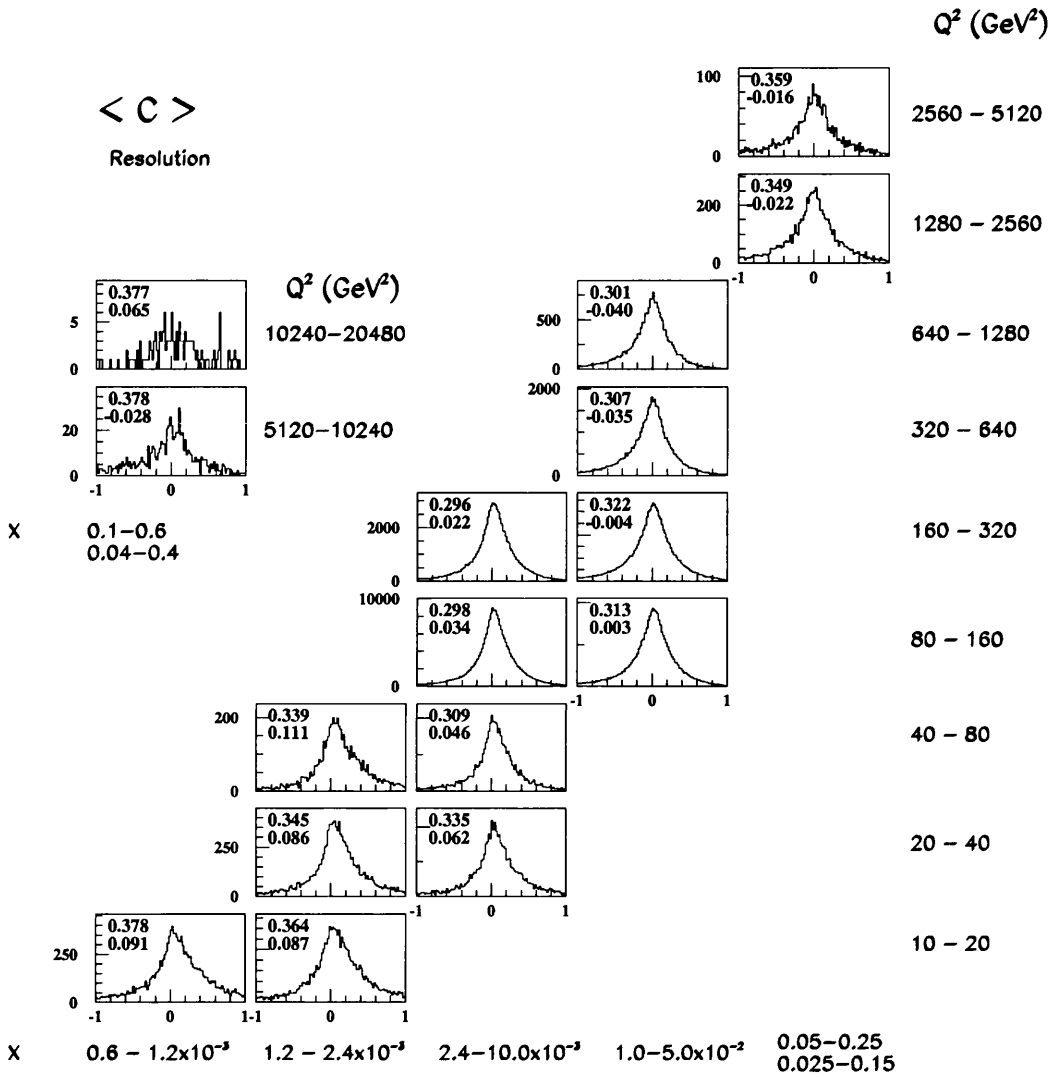 Q² (GeV²)
< C >
Resolution
100
0
0.359
-0.016
2560 – 5120
200
0
0.349
-0.022
-1 0 1
1280 – 2560
Q² (GeV²)
5
0
0.377
0.065
10240–20480
500
0
0.301
-0.040
640 – 1280
20
0
0.378
-0.028
-1 0 1
5120–10240
2000
0
0.307
-0.035
320 – 640
X 0.1–0.6
0.04–0.4
2000
0
0.296
0.022
0.322
-0.004
160 – 320
10000
0
0.298
0.034
0.313
0.003
-1 0 1
80 – 160
200
0
0.339
0.111
0.309
0.046
40 – 80
250
0
0.345
0.086
0.335
0.062
-1 0 1
20 – 40
250
0
0.378
0.091
0.364
0.087
10 – 20
-1 0 1-1 0 1
X 0.6 – 1.2x10⁻³ 1.2 – 2.4x10⁻³ 2.4–10.0x10⁻³ 1.0–5.0x10⁻² 0.05–0.25
0.025–0.15